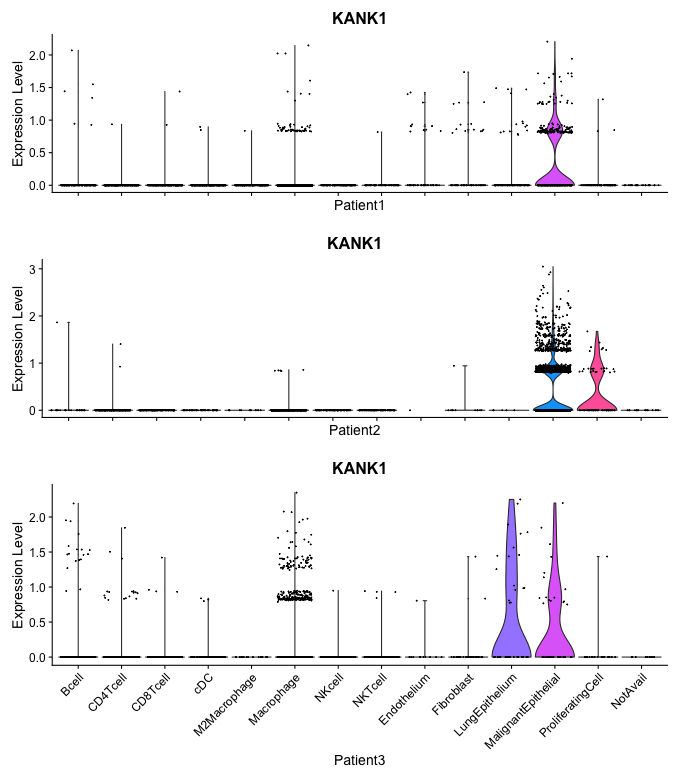 KANK1
Expression Level
2.0
1.5
1.0
0.5
0.0
Patient1
KANK1
Expression Level
3
2
1
0
Patient2
KANK1
Expression Level
2.0
1.5
1.0
0.5
0.0
Bcell
CD4Tcell
CD8Tcell
cDC
M2Macrophage
Macrophage
NKcell
NKTcell
Endothelium
Fibroblast
LungEpithelium
MalignantEpithelial
ProliferatingCell
NotAvail
Patient3